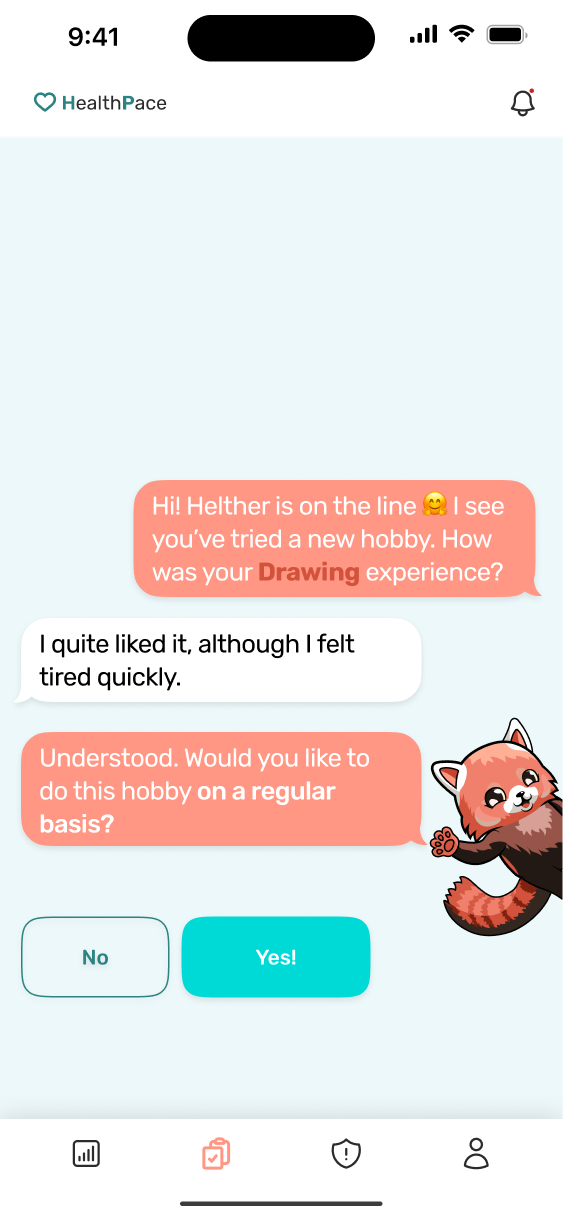 9:41
HealthPace
Hi! Helther is on the line 🤗 I see
you’ve tried a new hobby. How
was your Drawing experience?
I quite liked it, although I felt
tired quickly.
Understood. Would you like to
do this hobby on a regular
basis?
No
Yes!